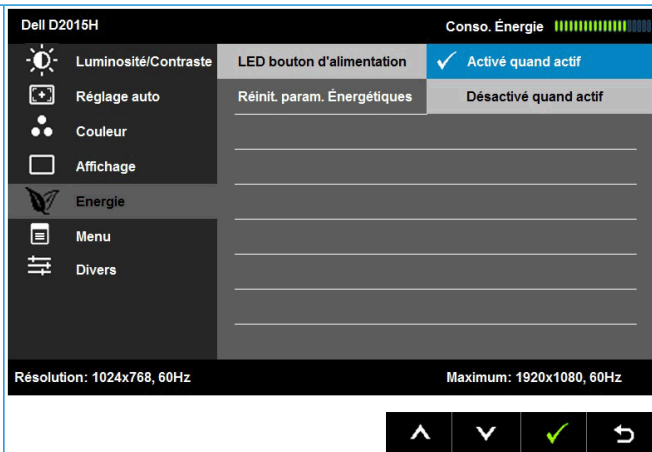 Dell D2015H Conso. Énergie
Luminosité/Contraste LED bouton d'alimentation Activé quand actif
Réglage auto Réinit. param. Énergétiques Désactivé quand actif
Couleur
Affichage
Energie
Menu
Divers
Résolution: 1024x768, 60Hz Maximum: 1920x1080, 60Hz